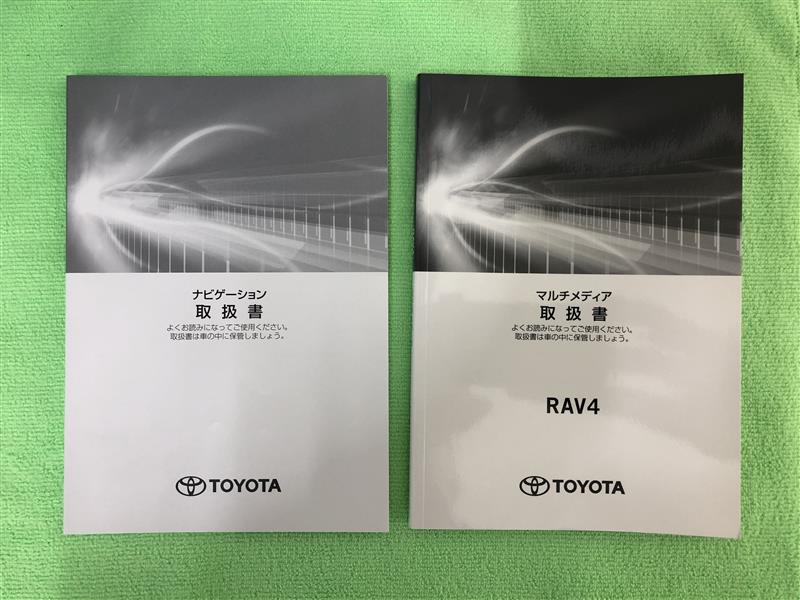 ナビゲーション
取扱書
よくお読みになってご使用ください。
取扱書は車の中に保管しましょう。
TOYOTA
マルチメディア
取扱書
よくお読みになってご使用ください。
取扱書は車の中に保管しましょう。
RAV4
TOYOTA